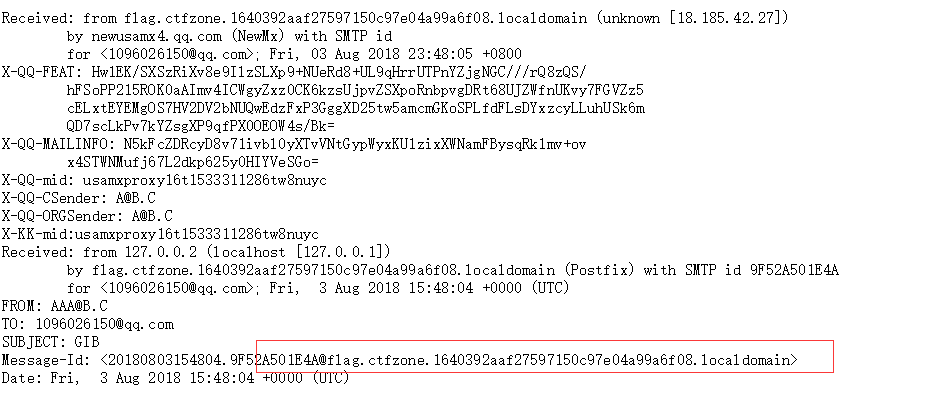 Received: from flag.ctfzone.1640392aaf27597150c97e04a99a6f08.localdomain (unknown [18.185.42.27])
by newusamx4.qq.com (NewMx) with SMTP id
for <1096026150@qq.com>; Fri, 03 Aug 2018 23:48:05 +0800
X-QQ-FEAT: Hw1EK/SXSzRiXv8e9I1zSLXp9+NUeRd8+UL9qHrrUTPnYZjgNGC///rQ8zQS/
hFSoPP215ROK0aAImv4ICWgyZxz0CK6kzsUjpvZSXpoRnbpvgDRt68UJZWfnUKvy7FGVZz5
cELxtEYEMgOS7HV2DV2bNUQwEdzFxP3GggXD25tw5amcmGKoSPLfdFLsDYxzcyLLuhUSk6m
QD7scLkPv7kYZsgXP9qfPX00EOW4s/Bk=
X-QQ-MAILINFO: N5kFcZDRcyD8v71ivb10yXTvVNtGypWyxKU1zixXWNamFBysqRk1mv+ov
x4STWNMufj67L2dkp625y0HIYVeSGo=
X-QQ-mid: usamxproxy16t1533311286tw8nuyc
X-QQ-CSender: A@B.C
X-QQ-ORGSender: A@B.C
X-KK-mid:usamxproxy16t1533311286tw8nuyc
Received: from 127.0.0.2 (localhost [127.0.0.1])
by flag.ctfzone.1640392aaf27597150c97e04a99a6f08.localdomain (Postfix) with SMTP id 9F52A501E4A
for <1096026150@qq.com>; Fri,  3 Aug 2018 15:48:04 +0000 (UTC)
FROM: AAA@B.C
TO: 1096026150@qq.com
SUBJECT: GIB
Message-Id: <20180803154804.9F52A501E4A@flag.ctfzone.1640392aaf27597150c97e04a99a6f08.localdomain>
Date: Fri,  3 Aug 2018 15:48:04 +0000 (UTC)